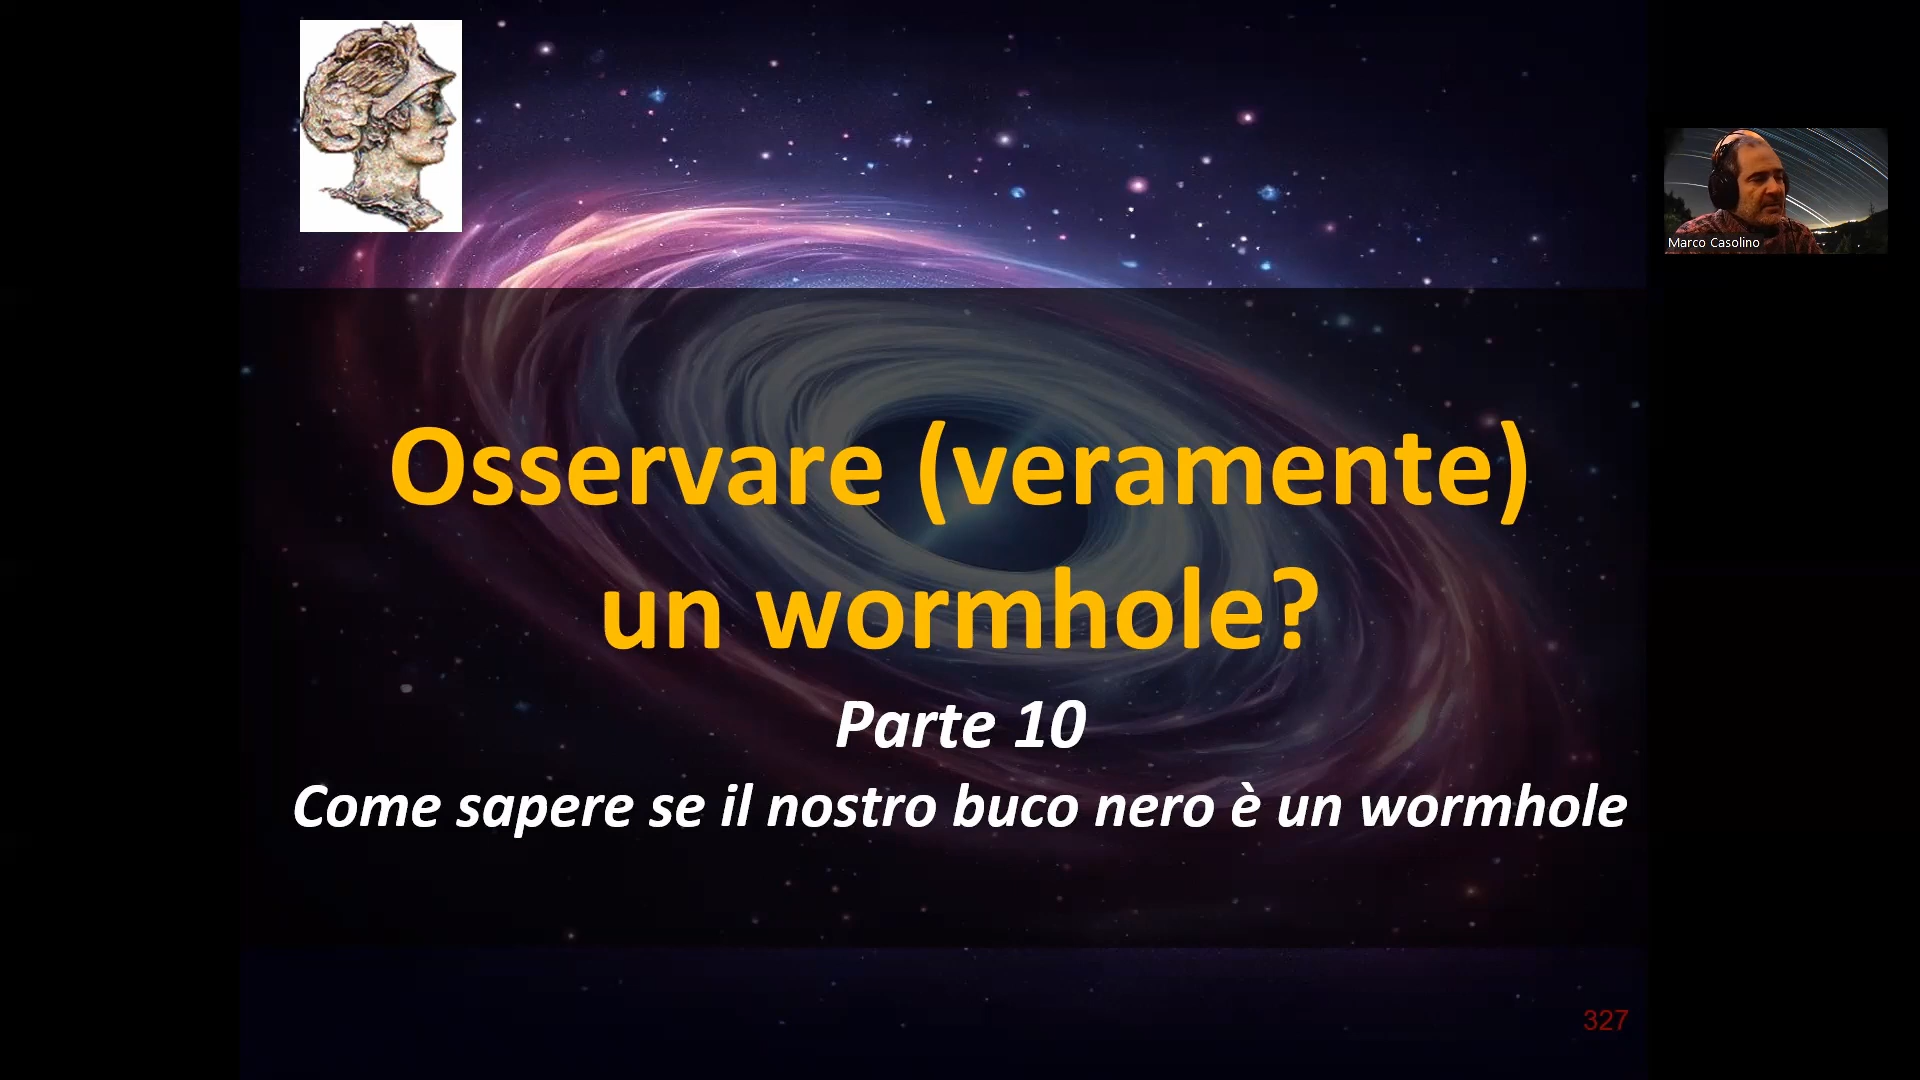 Marco Casolino
Osservare (veramente)
un wormhole?
Parte 10
Come sapere se il nostro buco nero è un wormhole
327